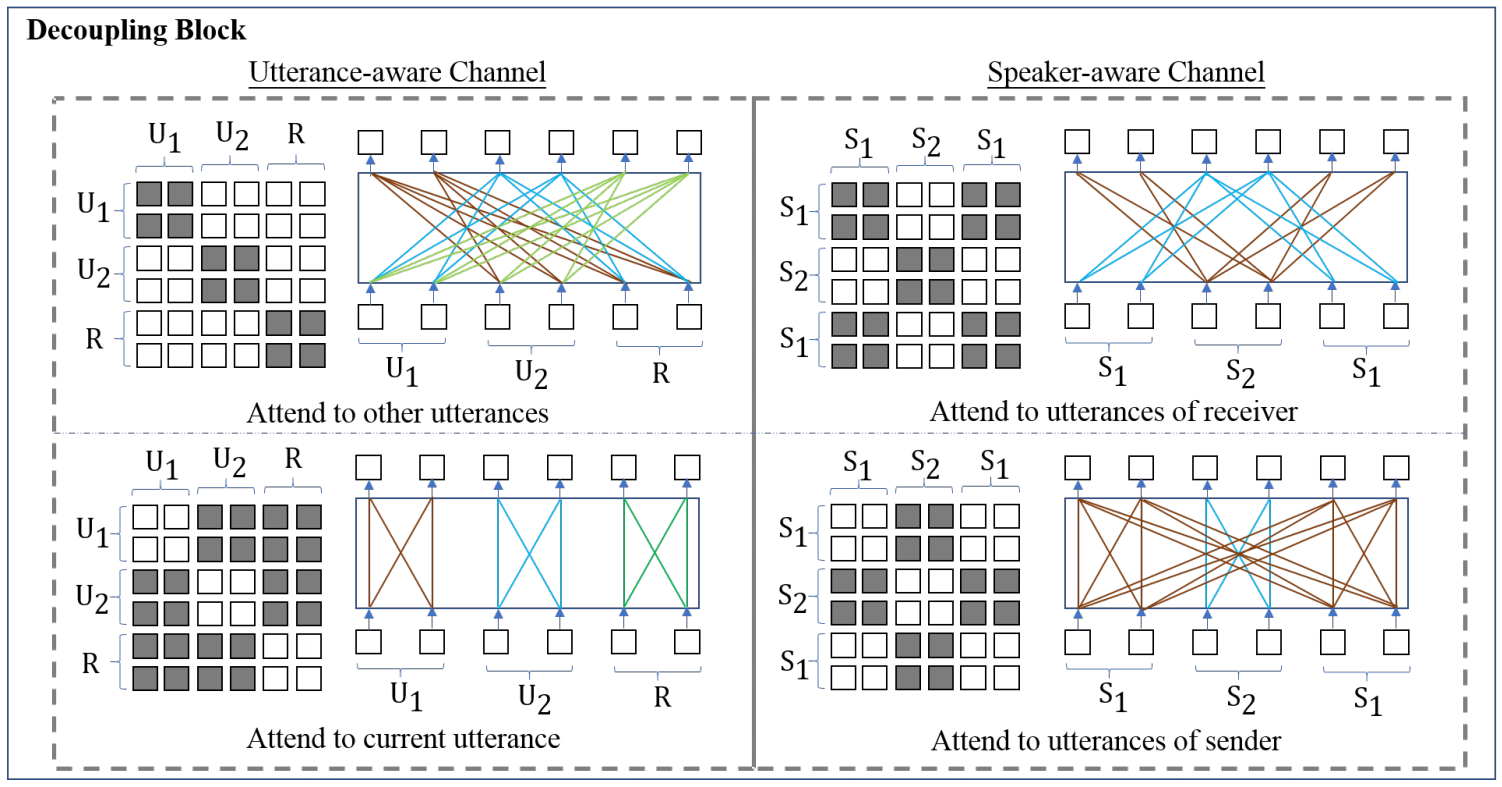 Decoupling Block
Utterance-aware Channel
Speaker-aware Channel
U1 U2 R
U1
U2
R
U1 U2 R
Attend to other utterances
S1 S2 S1
S1
S2
S1
S1 S2 S1
Attend to utterances of receiver
U1 U2 R
U1
U2
R
U1 U2 R
Attend to current utterance
S1 S2 S1
S1
S2
S1
S1 S2 S1
Attend to utterances of sender